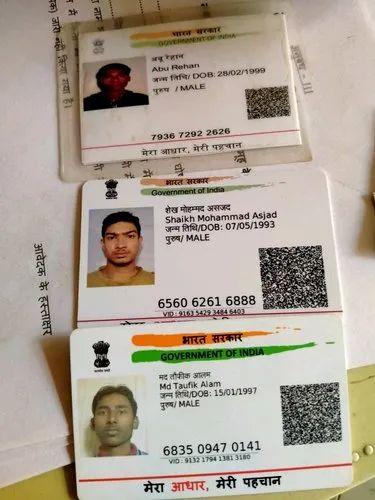 भारत सरकार
GOVERNMENT OF INDIA
अबू रेहान
Abu Rehan
जन्म तिथि/ DOB: 28/02/1999
पुरुष / MALE
7936 7292 2626
मेरा आधार, मेरी पहचान
भारत सरकार
Government of India
शेख मोहम्मद असजद
Shaikh Mohammad Asjad
जन्म तिथि/DOB: 07/05/1993
पुरुष/ MALE
6560 6261 6888
VID : 9163 5429 3484 6403
भारत सरकार
GOVERNMENT OF INDIA
मद तौफीक आलम
Md Taufik Alam
जन्म तिथि/DOB: 15/01/1997
पुरुष/ MALE
6835 0947 0141
VID : 9132 1794 1381 3180
मेरा आधार, मेरी पहचान
आवेदक के हस्ताक्षर